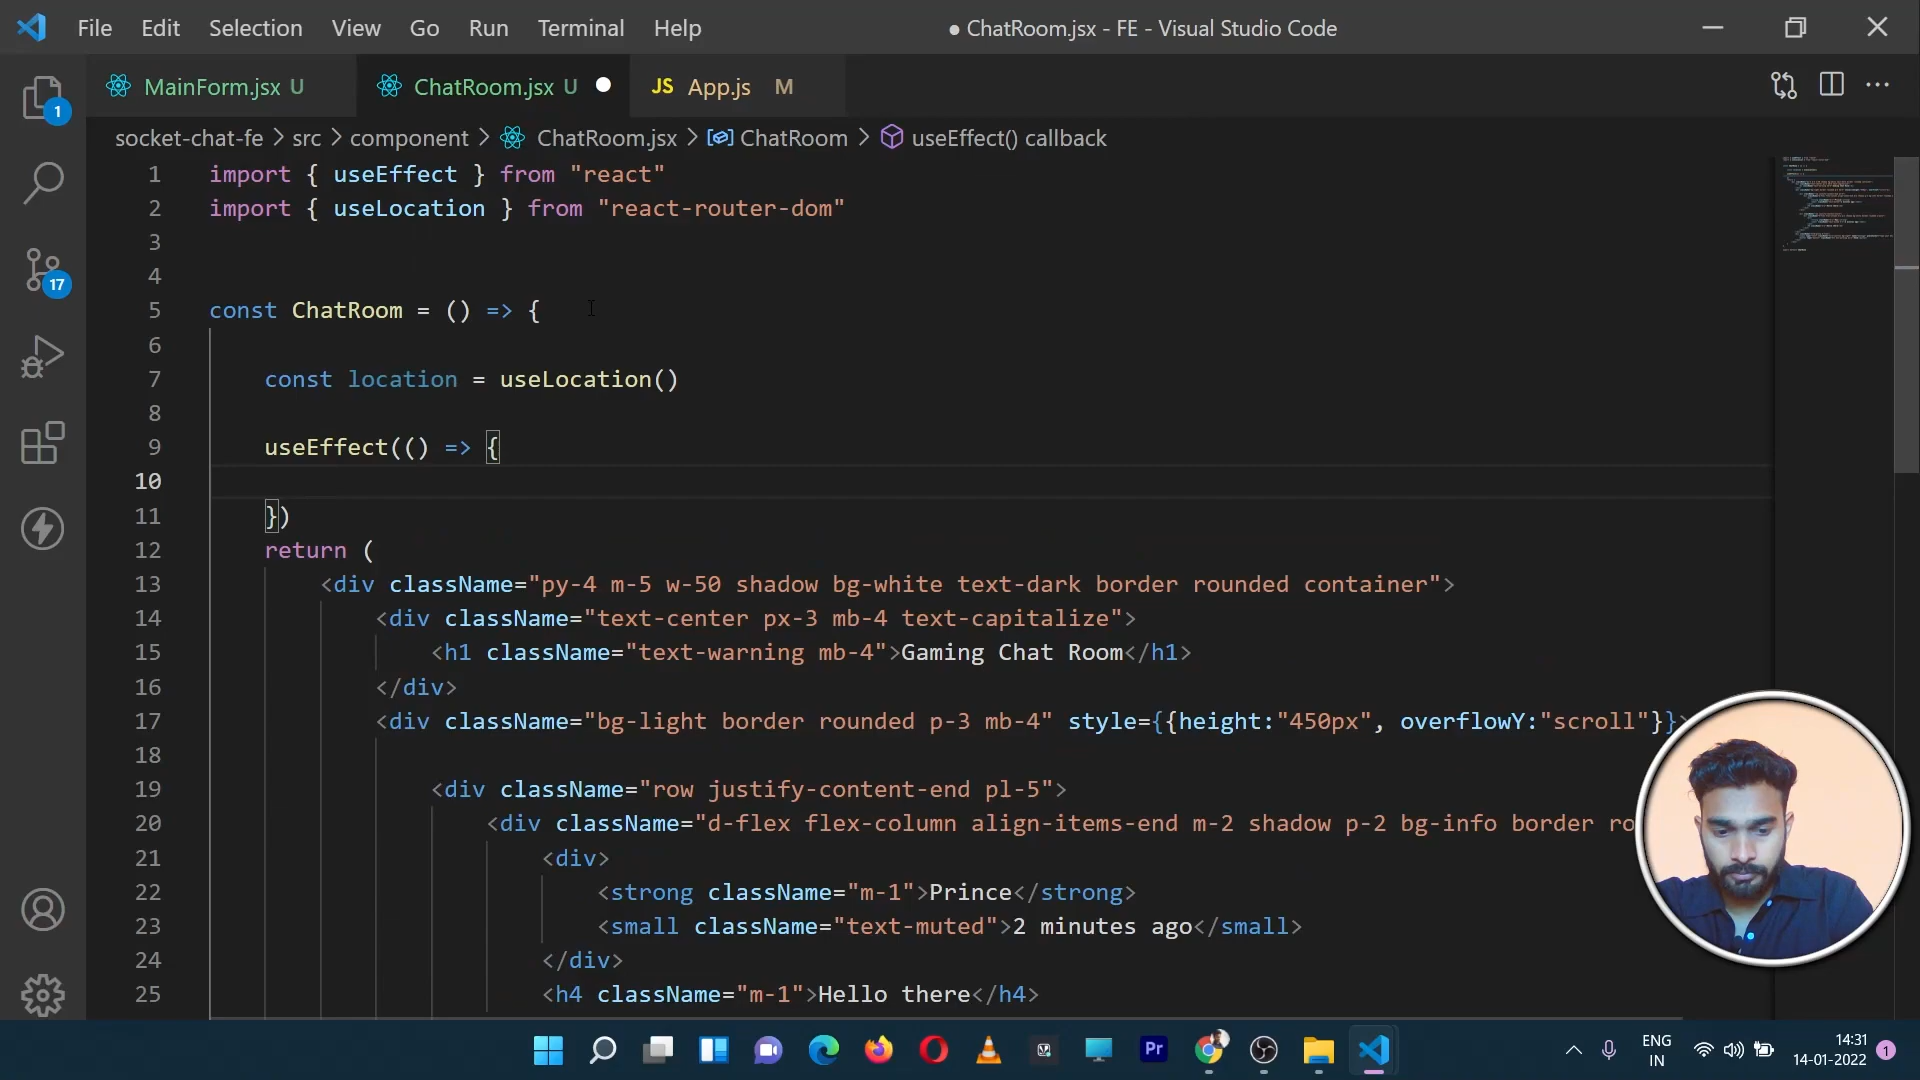 File Edit Selection View Go Run Terminal Help
● ChatRoom.jsx - FE - Visual Studio Code
MainForm.jsx U
ChatRoom.jsx U
JS App.js M
1
17
socket-chat-fe > src > component > ChatRoom.jsx > ChatRoom > useEffect() callback
1 import { useEffect } from "react"
2 import { useLocation } from "react-router-dom"
3
4
5 const ChatRoom = () => {
6
7 const location = useLocation()
8
9 useEffect(() => {
10
11 })
12 return (
13 <div className="py-4 m-5 w-50 shadow bg-white text-dark border rounded container">
14 <div className="text-center px-3 mb-4 text-capitalize">
15 <h1 className="text-warning mb-4">Gaming Chat Room</h1>
16 </div>
17 <div className="bg-light border rounded p-3 mb-4" style={{height:"450px", overflowY:"scroll"}}>
18
19 <div className="row justify-content-end pl-5">
20 <div className="d-flex flex-column align-items-end m-2 shadow p-2 bg-info border ro
21 <div>
22 <strong className="m-1">Prince</strong>
23 <small className="text-muted">2 minutes ago</small>
24 </div>
25 <h4 className="m-1">Hello there</h4>
Pr
ENG
IN
14:31
14-01-2022
1